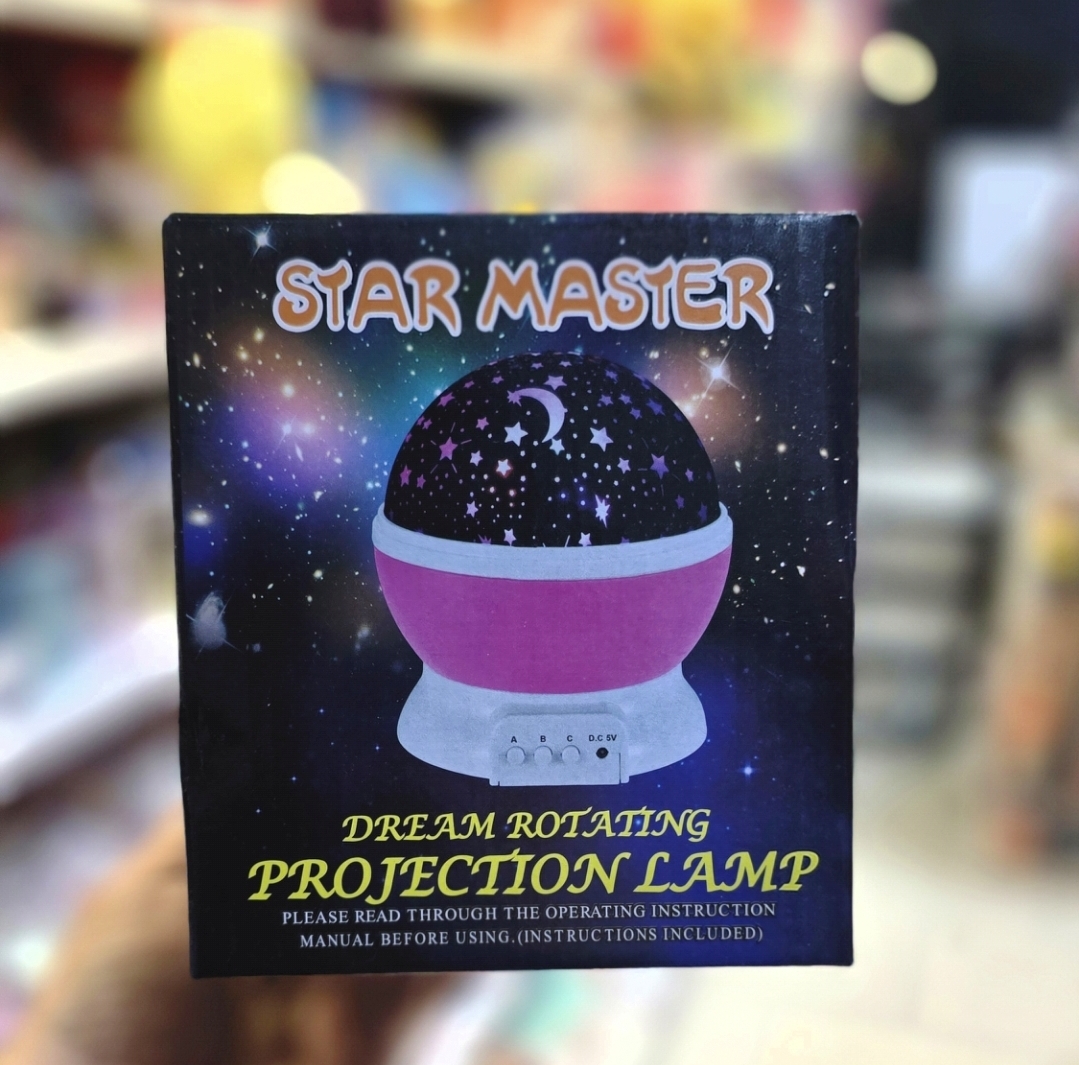 STAR MASTER
A B C D.C 5V
DREAM ROTATING
PROJECTION LAMP
PLEASE READ THROUGH THE OPERATING INSTRUCTION
MANUAL BEFORE USING.(INSTRUCTIONS INCLUDED)